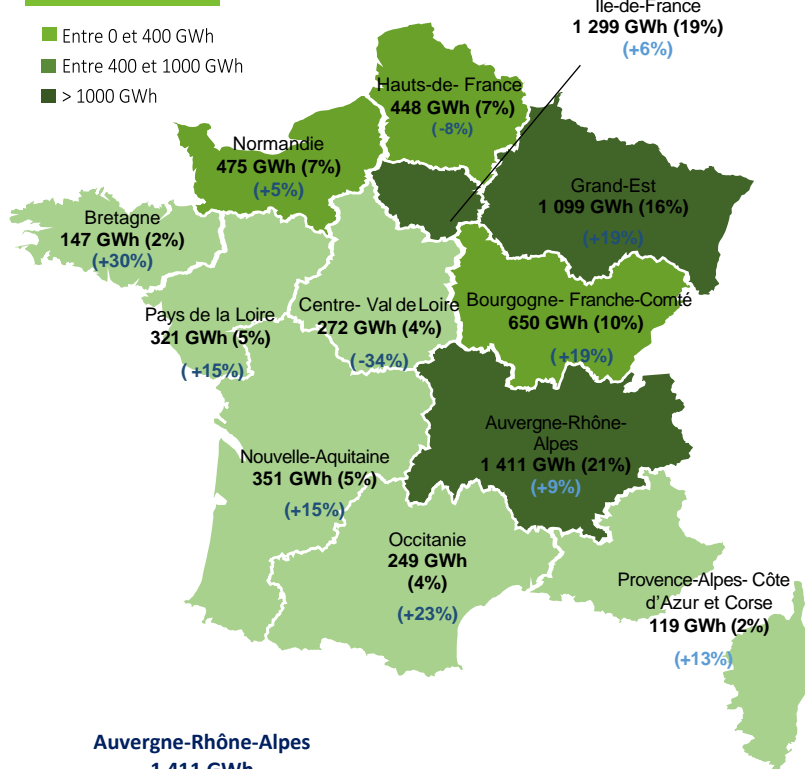 Ile-de-France
1 299 GWh (19%)
(+6%)
Entre 0 et 400 GWh
Entre 400 et 1000 GWh
> 1000 GWh
Hauts-de- France
448 GWh (7%)
(-8%)
Normandie
475 GWh (7%)
(+5%)
Grand-Est
1 099 GWh (16%)
(+19%)
Bretagne
147 GWh (2%)
(+30%)
Pays de la Loire
321 GWh (5%)
( +15%)
Centre- Val de Loire
272 GWh (4%)
(-34%)
Bourgogne- Franche-Comté
650 GWh (10%)
(+19%)
Auvergne-Rhône-
Alpes
1 411 GWh (21%)
(+9%)
Nouvelle-Aquitaine
351 GWh (5%)
(+15%)
Occitanie
249 GWh
(4%)
(+23%)
Provence-Alpes- Côte
d’Azur et Corse
119 GWh (2%)
(+13%)
Auvergne-Rhône-Alpes
1 411 GWh